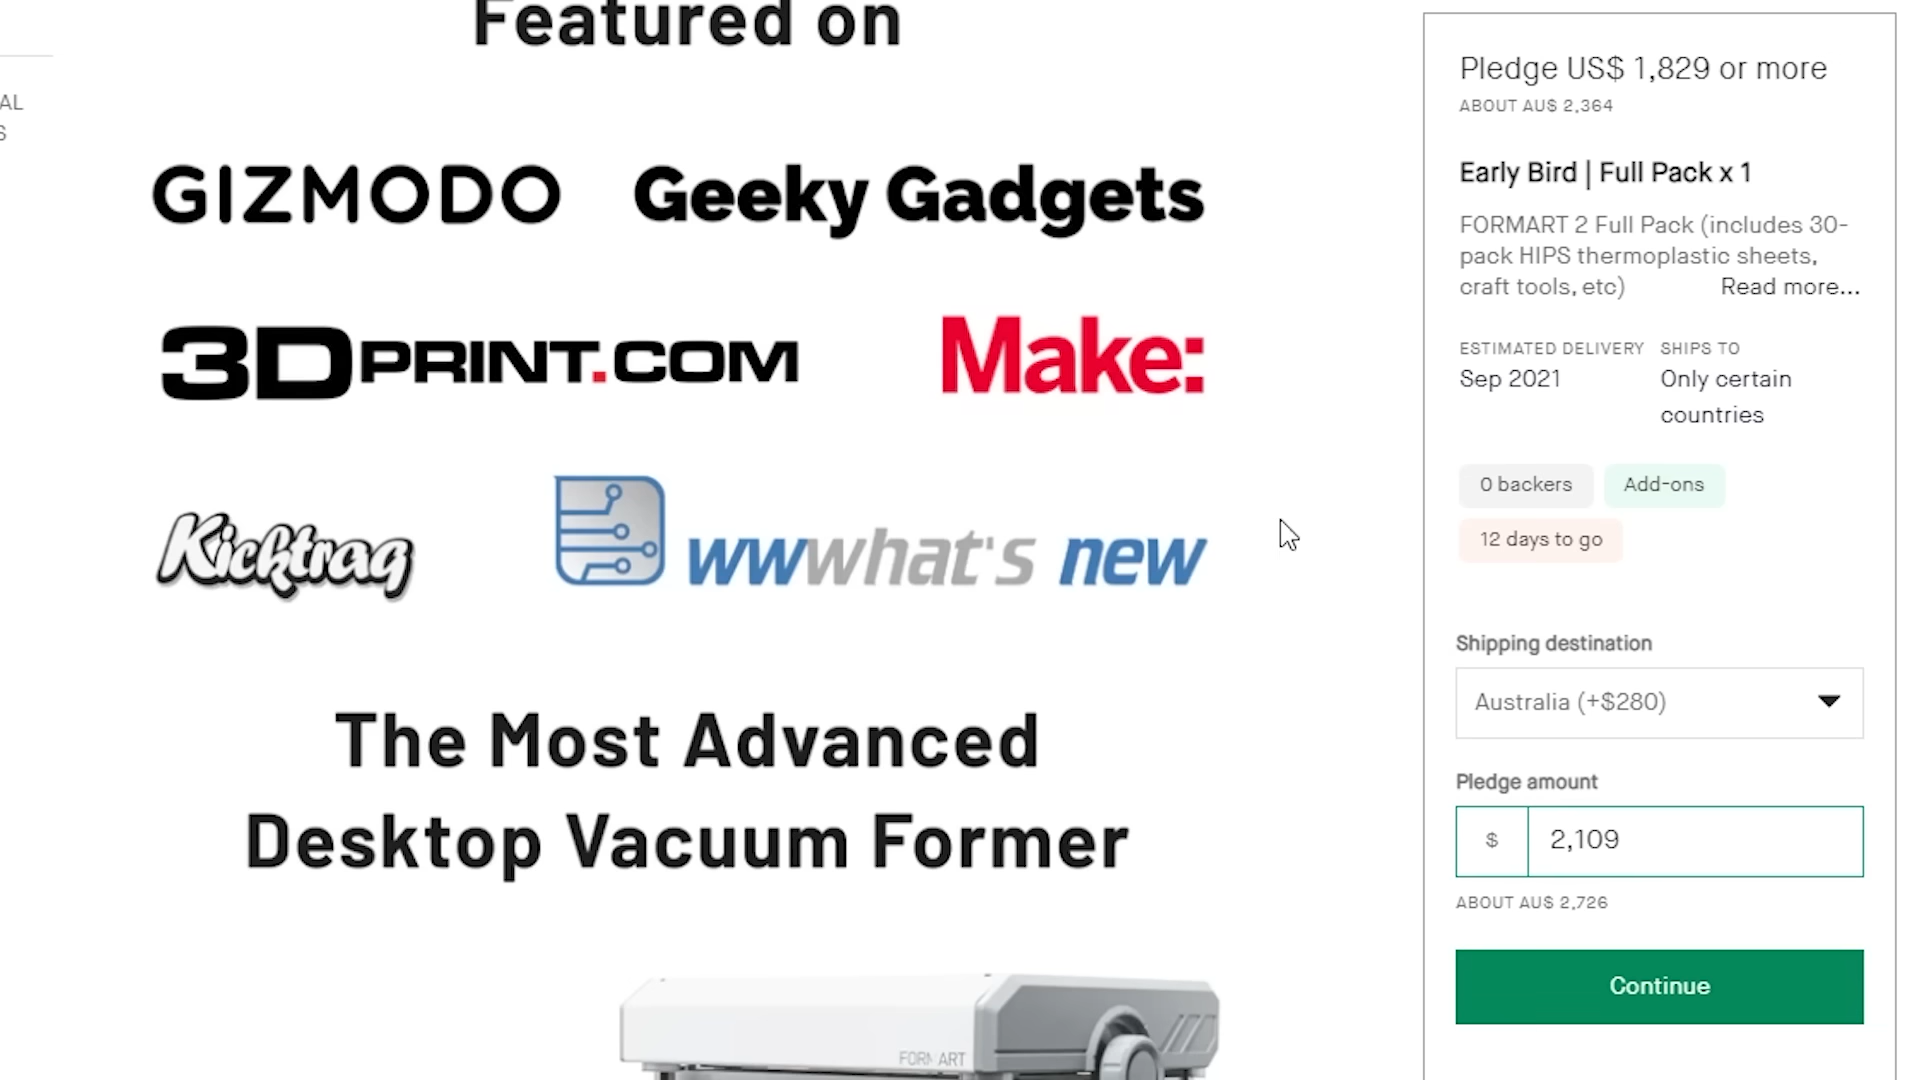 Featured on
AL
S
GIZMODO
Geeky Gadgets
3DPRINT.COM
Make:
Kicktraq
wwwhat's new
The Most Advanced
Desktop Vacuum Former
FORMART
Pledge US$ 1,829 or more
ABOUT AU$ 2,364
Early Bird | Full Pack x 1
FORMART 2 Full Pack (includes 30-
pack HIPS thermoplastic sheets,
craft tools, etc)
Read more...
ESTIMATED DELIVERY
Sep 2021
SHIPS TO
Only certain
countries
0 backers
Add-ons
12 days to go
Shipping destination
Australia (+$280)
Pledge amount
$ 2,109
ABOUT AU$ 2,726
Continue